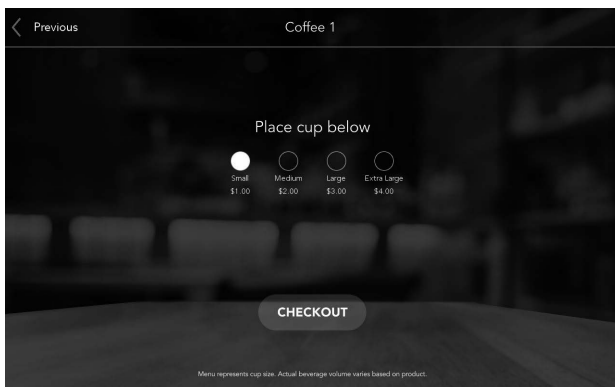 Previous
Coffee 1
Place cup below
Small Medium Large Extra Large
$1.00 $2.00 $3.00 $4.00
CHECKOUT
Menu represents cup size. Actual beverage volume varies based on product.